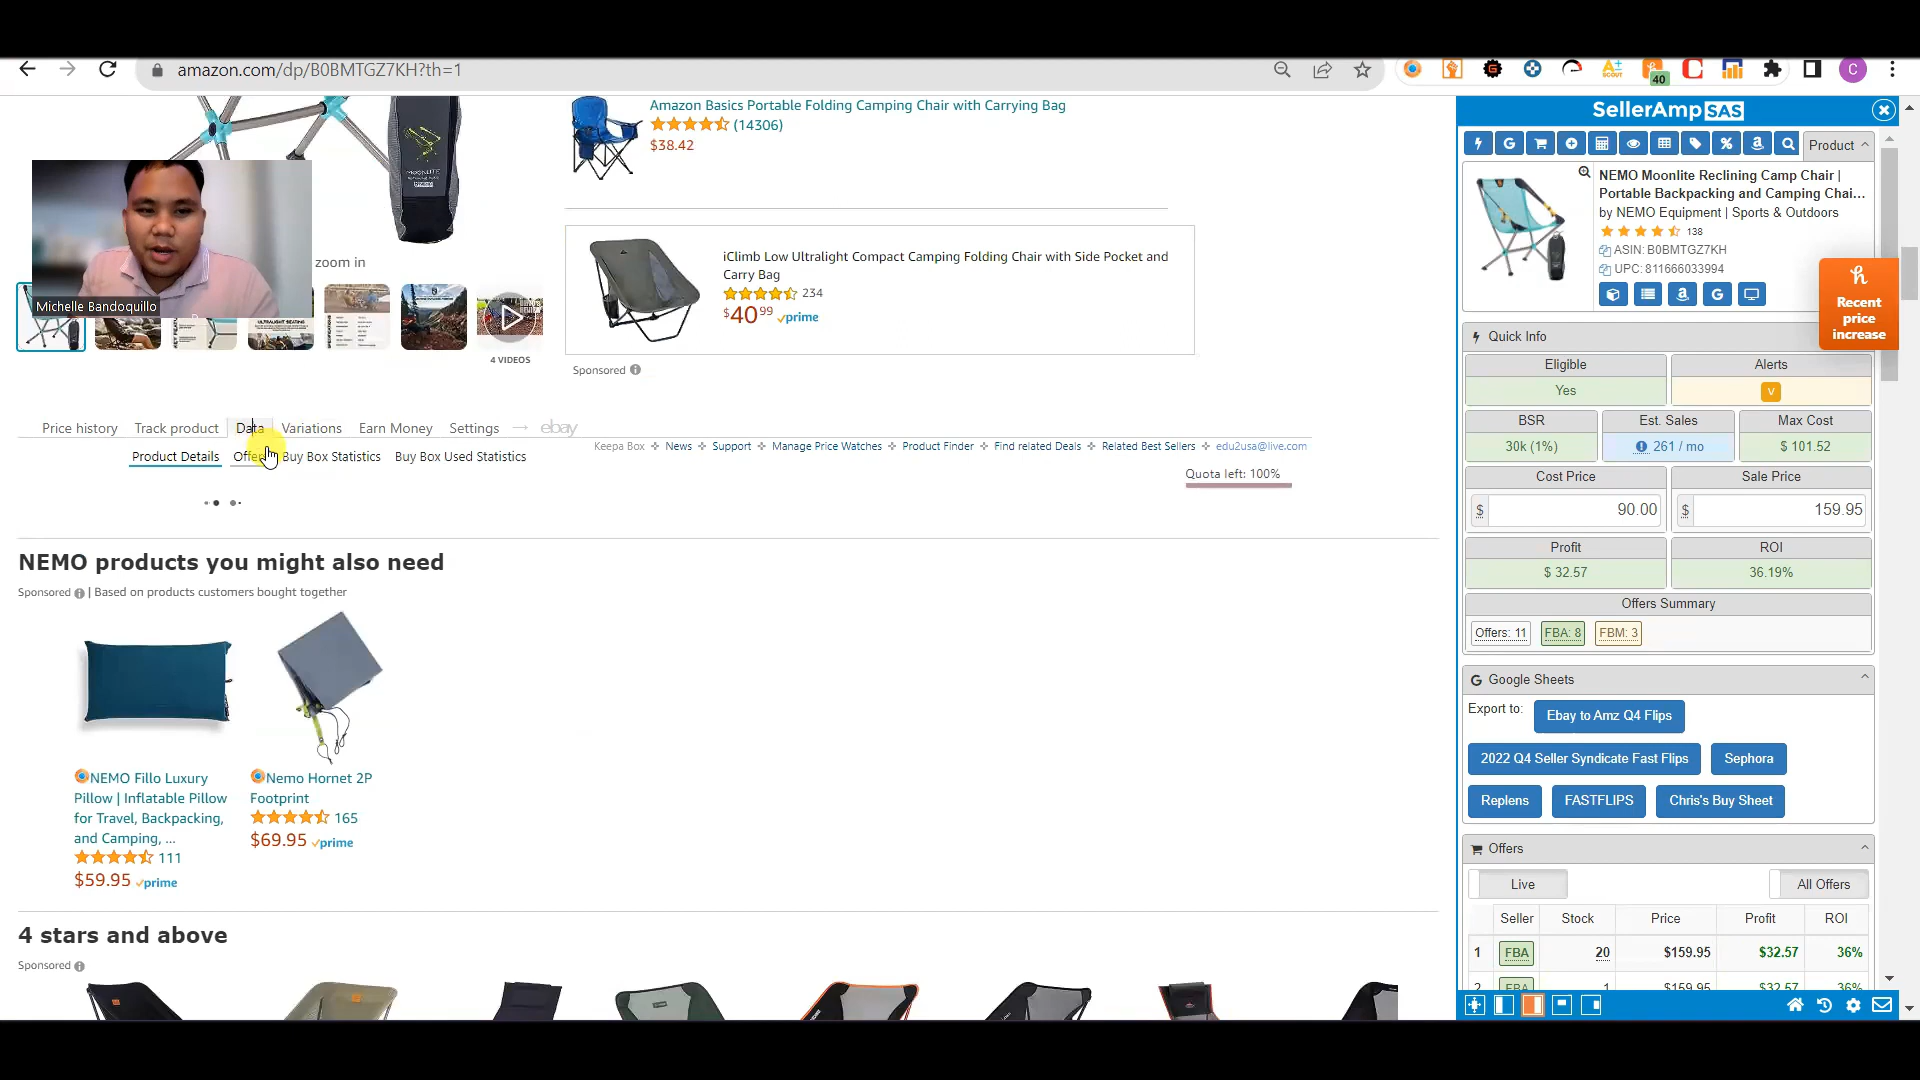 amazon.com/dp/B0BMTGZ7KH?th=1
40
Amazon Basics Portable Folding Camping Chair with Carrying Bag
(14306)
$38.42
MOONLITE
zoom in
Michelle Bandoquillo
4 VIDEOS
iClimb Low Ultralight Compact Camping Folding Chair with Side Pocket and
Carry Bag
234
$40 99 prime
Sponsored
Price history Track product Data Variations Earn Money Settings ebay
Keepa Box News Support Manage Price Watches Product Finder Find related Deals Related Best Sellers edu2usa@live.com
Product Details Offers Buy Box Statistics Buy Box Used Statistics
Quota left: 100%
NEMO products you might also need
Sponsored | Based on products customers bought together
NEMO Fillo Luxury
Pillow | Inflatable Pillow
for Travel, Backpacking,
and Camping, ...
111
$59.95 prime
Nemo Hornet 2P
Footprint
165
$69.95 prime
4 stars and above
Sponsored
SellerAmp SAS
Product
NEMO Moonlite Reclining Camp Chair |
Portable Backpacking and Camping Chai...
by NEMO Equipment | Sports & Outdoors
138
ASIN: B0BMTGZ7KH
UPC: 811666033994
Recent
price
increase
Quick Info
Eligible Alerts
Yes V
BSR Est. Sales Max Cost
30k (1%) 261 / mo $ 101.52
Cost Price Sale Price
$ 90.00 $ 159.95
Profit ROI
$ 32.57 36.19%
Offers Summary
Offers: 11 FBA: 8 FBM: 3
Google Sheets
Export to: Ebay to Amz Q4 Flips
2022 Q4 Seller Syndicate Fast Flips Sephora
Replens FASTFLIPS Chris's Buy Sheet
Offers
Live All Offers
Seller Stock Price Profit ROI
1 FBA 20 $159.95 $32.57 36%
2 FBA 1 $159.95 36%